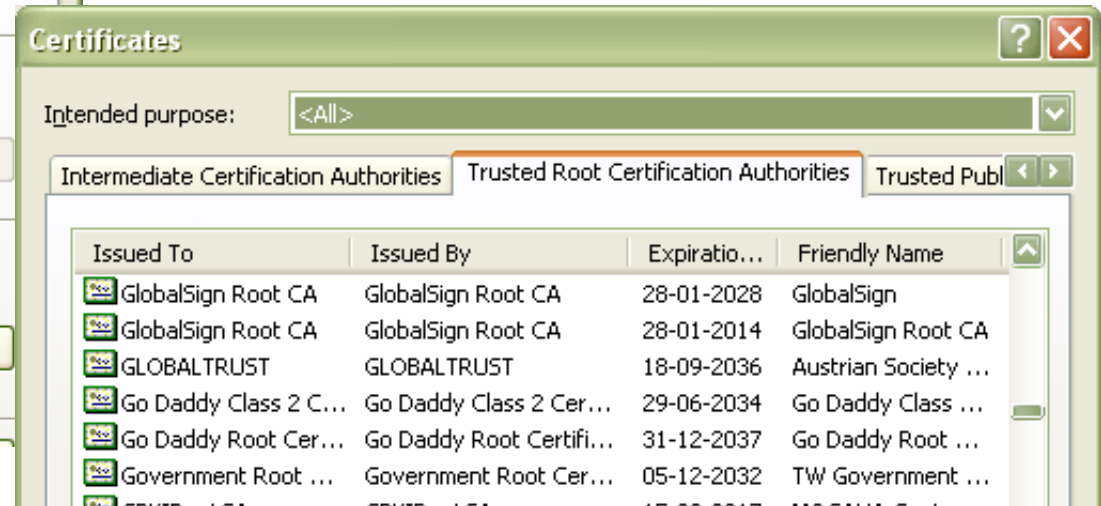 Certificates
Intended purpose: <All>
Intermediate Certification Authorities Trusted Root Certification Authorities Trusted Publ
Issued To Issued By Expiratio... Friendly Name
GlobalSign Root CA GlobalSign Root CA 28-01-2028 GlobalSign
GlobalSign Root CA GlobalSign Root CA 28-01-2014 GlobalSign Root CA
GLOBALTRUST GLOBALTRUST 18-09-2036 Austrian Society ...
Go Daddy Class 2 C... Go Daddy Class 2 Cer... 29-06-2034 Go Daddy Class ...
Go Daddy Root Cer... Go Daddy Root Certifi... 31-12-2037 Go Daddy Root ...
Government Root ... Government Root Cer... 05-12-2032 TW Government ...